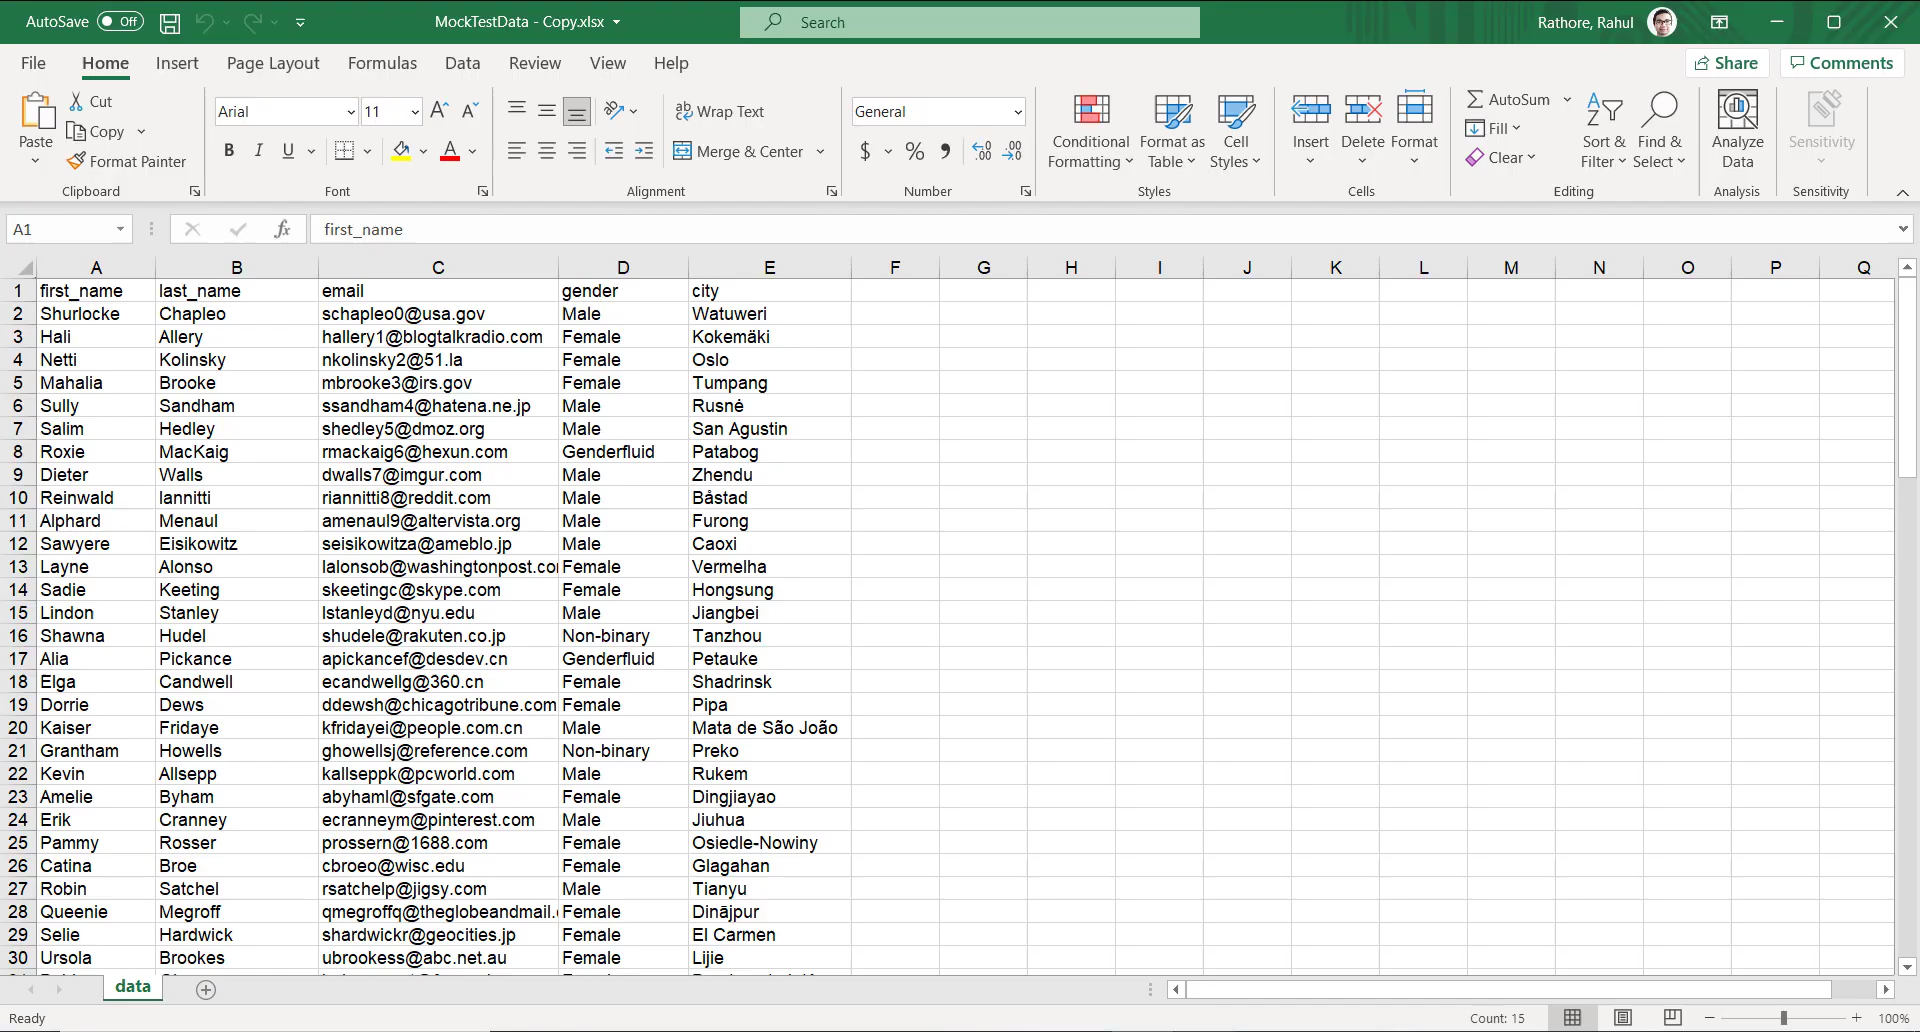 AutoSave Off MockTestData - Copy.xlsx Search Rathore, Rahul
File Home Insert Page Layout Formulas Data Review View Help Share Comments
Paste Cut Copy Format Painter Clipboard
Arial 11 B I U A Font
Wrap Text Merge & Center Alignment
General $ % Number
Conditional Formatting Format as Table Cell Styles Styles
Insert Delete Format Cells
AutoSum Fill Clear Sort & Filter Find & Select Editing
Analyze Data Analysis
Sensitivity Sensitivity
A1 fx first_name
A B C D E F G H I J K L M N O P Q
1 first_name last_name email gender city
2 Shurlocke Chapleo schapleo0@usa.gov Male Watuweri
3 Hali Allery hallery1@blogtalkradio.com Female Kokemäki
4 Netti Kolinsky nkolinsky2@51.la Female Oslo
5 Mahalia Brooke mbrooke3@irs.gov Female Tumpang
6 Sully Sandham ssandham4@hatena.ne.jp Male Rusnė
7 Salim Hedley shedley5@dmoz.org Male San Agustin
8 Roxie MacKaig rmackaig6@hexun.com Genderfluid Patabog
9 Dieter Walls dwalls7@imgur.com Male Zhendu
10 Reinwald Iannitti riannitti8@reddit.com Male Båstad
11 Alphard Menaul amenaul9@altervista.org Male Furong
12 Sawyere Eisikowitz seisikowitza@ameblo.jp Male Caoxi
13 Layne Alonso lalonsob@washingtonpost.co Female Vermelha
14 Sadie Keeting skeetingc@skype.com Female Hongsung
15 Lindon Stanley lstanleyd@nyu.edu Male Jiangbei
16 Shawna Hudel shudele@rakuten.co.jp Non-binary Tanzhou
17 Alia Pickance apickancef@desdev.cn Genderfluid Petauke
18 Elga Candwell ecandwellg@360.cn Female Shadrinsk
19 Dorrie Dews ddewsh@chicagotribune.com Female Pipa
20 Kaiser Fridaye kfridayei@people.com.cn Male Mata de São João
21 Grantham Howells ghowellsj@reference.com Non-binary Preko
22 Kevin Allsepp kallseppk@pcworld.com Male Rukem
23 Amelie Byham abyhaml@sfgate.com Female Dingjiayao
24 Erik Cranney ecranneym@pinterest.com Male Jiuhua
25 Pammy Rosser prossern@1688.com Female Osiedle-Nowiny
26 Catina Broe cbroeo@wisc.edu Female Glagahan
27 Robin Satchel rsatchelp@jigsy.com Male Tianyu
28 Queenie Megroff qmegroffq@theglobeandmail. Female Dinājpur
29 Selie Hardwick shardwickr@geocities.jp Female El Carmen
30 Ursola Brookes ubrookess@abc.net.au Female Lijie
data
Ready Count: 15 100%